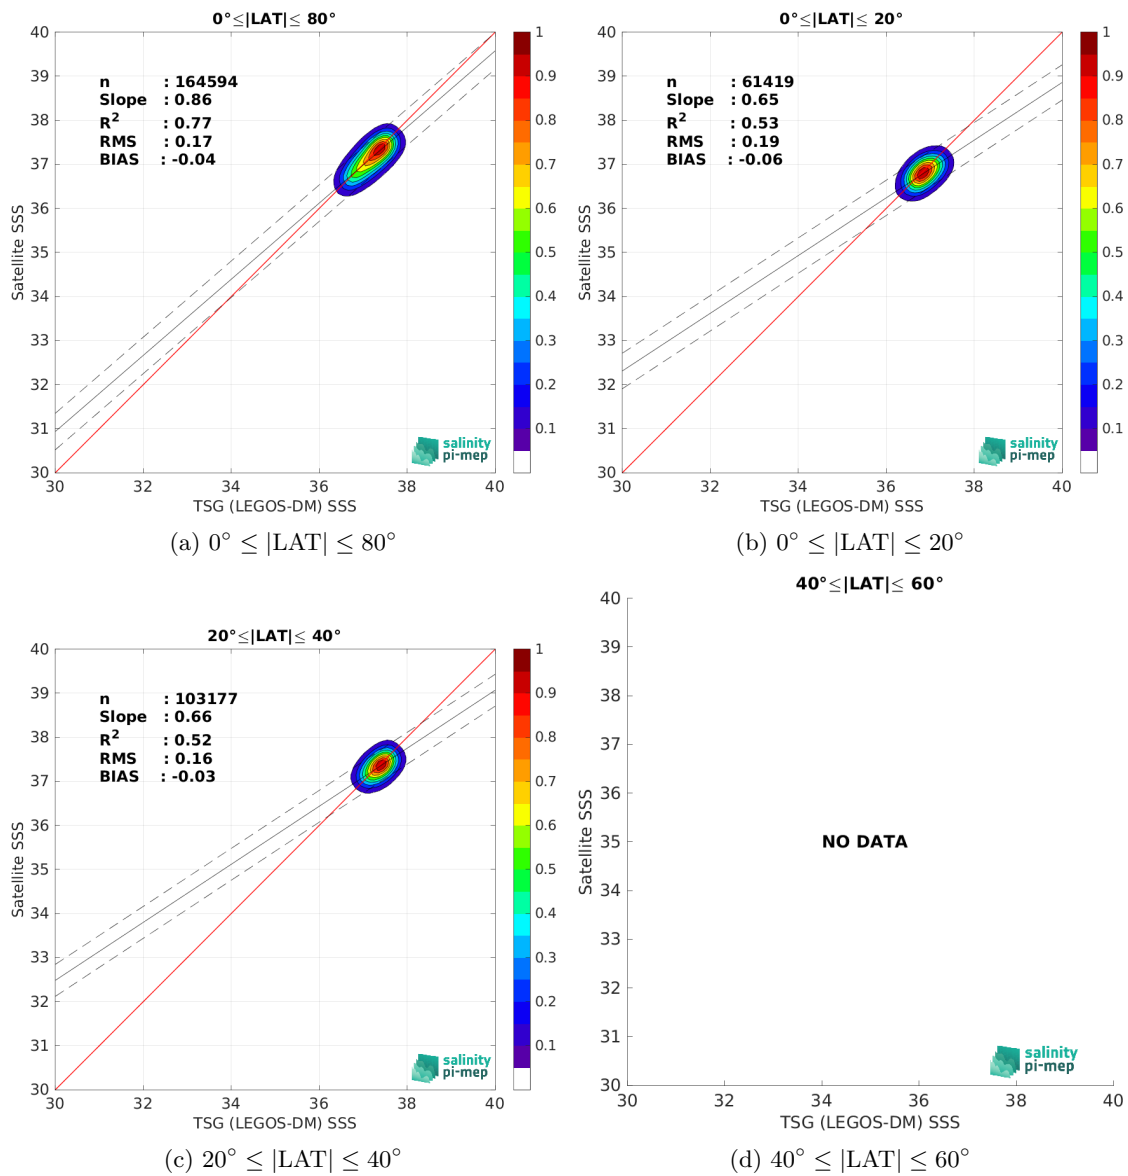 0°≤|LAT|≤ 80°
40
39
38
37
36
35
34
33
32
31
30
Satellite SSS
n : 164594
Slope : 0.86
R² : 0.77
RMS : 0.17
BIAS : -0.04
salinity
pi-mep
30 32 34 36 38 40
TSG (LEGOS-DM) SSS
1
0.9
0.8
0.7
0.6
0.5
0.4
0.3
0.2
0.1
(a) 0° ≤ |LAT| ≤ 80°
0°≤|LAT|≤ 20°
40
39
38
37
36
35
34
33
32
31
30
Satellite SSS
n : 61419
Slope : 0.65
R² : 0.53
RMS : 0.19
BIAS : -0.06
salinity
pi-mep
30 32 34 36 38 40
TSG (LEGOS-DM) SSS
1
0.9
0.8
0.7
0.6
0.5
0.4
0.3
0.2
0.1
(b) 0° ≤ |LAT| ≤ 20°
20°≤|LAT|≤ 40°
40
39
38
37
36
35
34
33
32
31
30
Satellite SSS
n : 103177
Slope : 0.66
R² : 0.52
RMS : 0.16
BIAS : -0.03
salinity
pi-mep
30 32 34 36 38 40
TSG (LEGOS-DM) SSS
1
0.9
0.8
0.7
0.6
0.5
0.4
0.3
0.2
0.1
(c) 20° ≤ |LAT| ≤ 40°
40°≤|LAT|≤ 60°
40
39
38
37
36
35
34
33
32
31
30
Satellite SSS
NO DATA
salinity
pi-mep
30 32 34 36 38 40
TSG (LEGOS-DM) SSS
(d) 40° ≤ |LAT| ≤ 60°